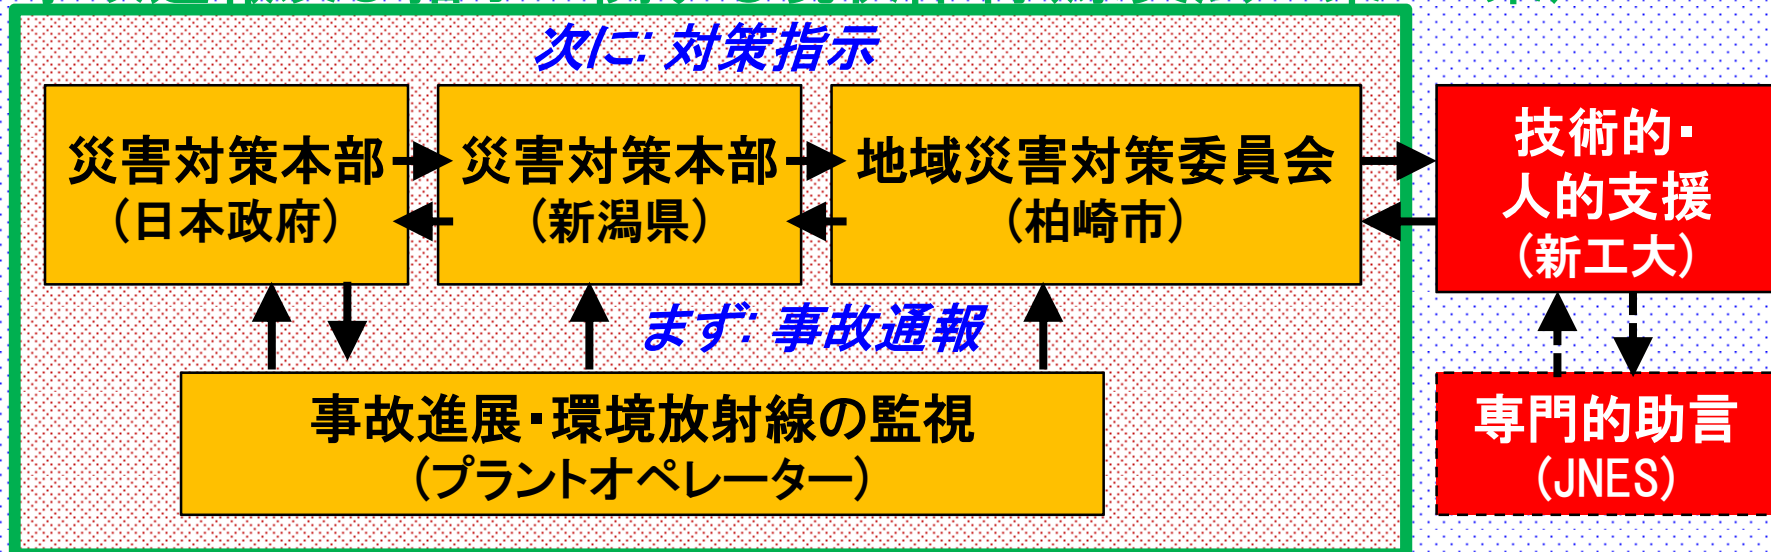 次に: 対策指示
災害対策本部
(日本政府)
災害対策本部
(新潟県)
地域災害対策委員会
(柏崎市)
技術的・
人的支援
(新工大)
まず: 事故通報
事故進展・環境放射線の監視
(プラントオペレーター)
専門的助言
(JNES)